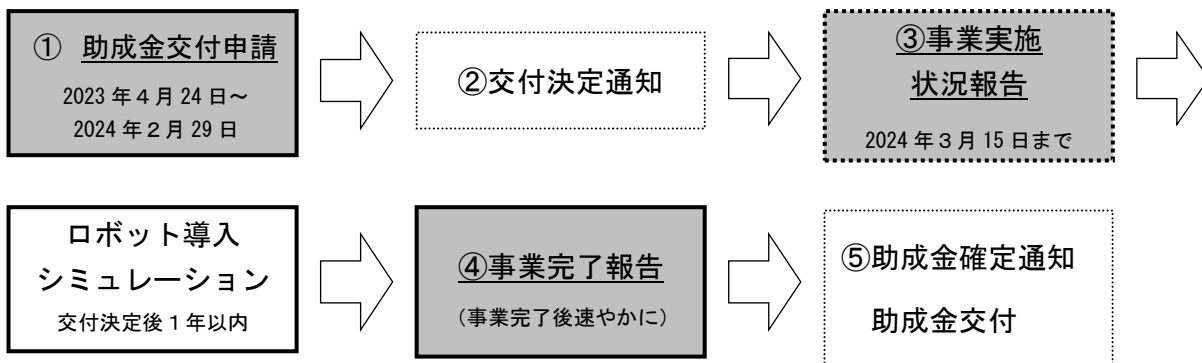 ① 助成金交付申請
2023年4月24日~
2024年2月29日
②交付決定通知
③事業実施
状況報告
2024年3月15日まで
ロボット導入
シミュレーション
交付決定後1年以内
④事業完了報告
(事業完了後速やかに)
⑤助成金確定通知
助成金交付